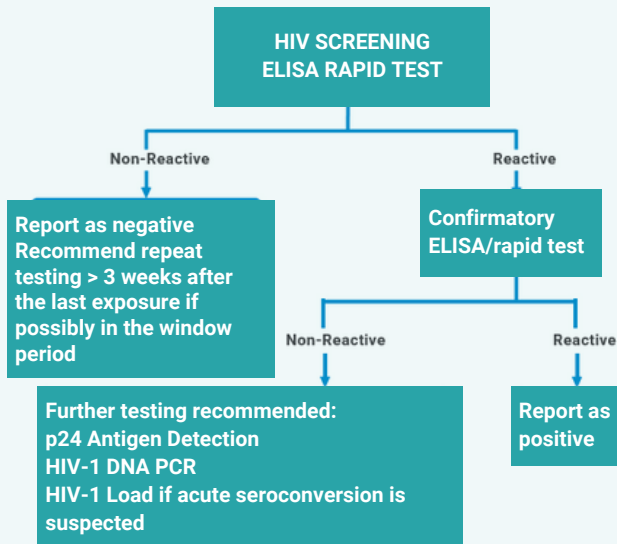 HIV SCREENING
ELISA RAPID TEST
Non-Reactive
Reactive
Report as negative
Recommend repeat
testing > 3 weeks after
the last exposure if
possibly in the window
period
Confirmatory
ELISA/rapid test
Non-Reactive
Reactive
Further testing recommended:
p24 Antigen Detection
HIV-1 DNA PCR
HIV-1 Load if acute seroconversion is
suspected
Report as
positive